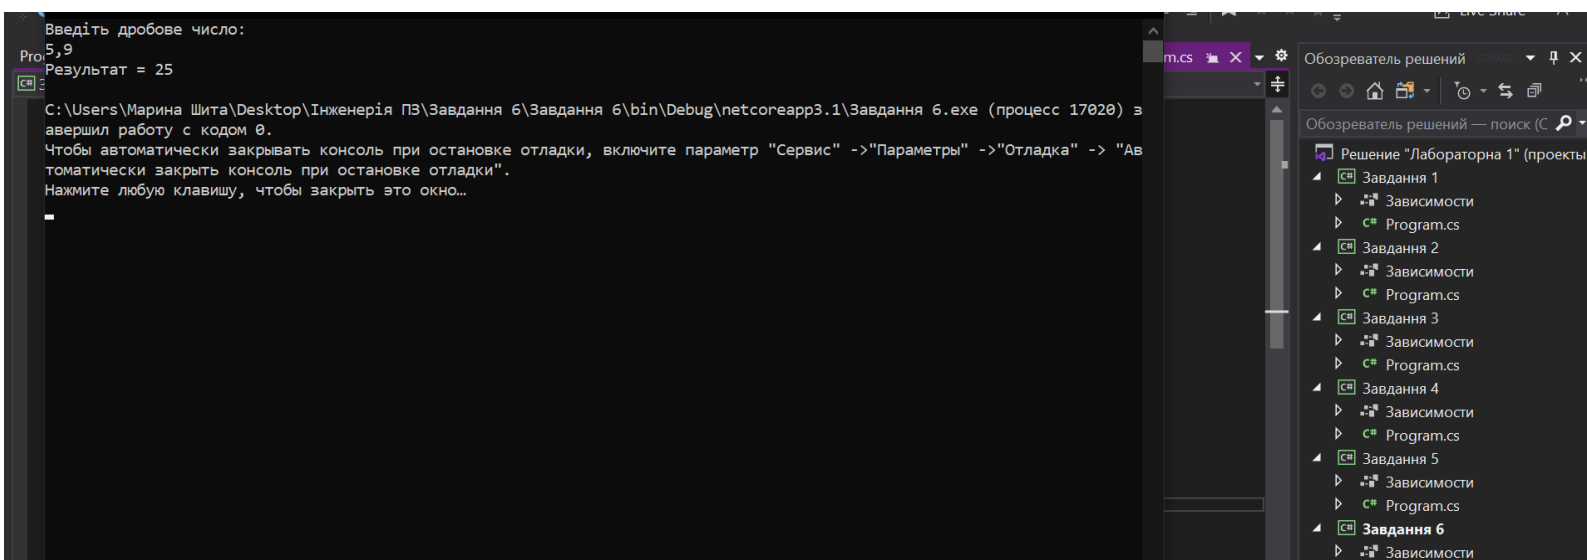 Введіть дробове число:
5,9
Результат = 25
C:\Users\Марина Шита\Desktop\Інженерія ПЗ\Завдання 6\Завдання 6\bin\Debug\netcoreapp3.1\Завдання 6.exe (процесс 17020) з
авершил работу с кодом 0.
Чтобы автоматически закрывать консоль при остановке отладки, включите параметр "Сервис" ->"Параметры" ->"Отладка" -> "Ав
томатически закрыть консоль при остановке отладки".
Нажмите любую клавишу, чтобы закрыть это окно…
Pro
C#
m.cs
Live Share
Обозреватель решений
Обозреватель решений — поиск (C
Решение "Лабораторна 1" (проекты
C# Завдання 1
Зависимости
C# Program.cs
C# Завдання 2
Зависимости
C# Program.cs
C# Завдання 3
Зависимости
C# Program.cs
C# Завдання 4
Зависимости
C# Program.cs
C# Завдання 5
Зависимости
C# Program.cs
C# Завдання 6
Зависимости